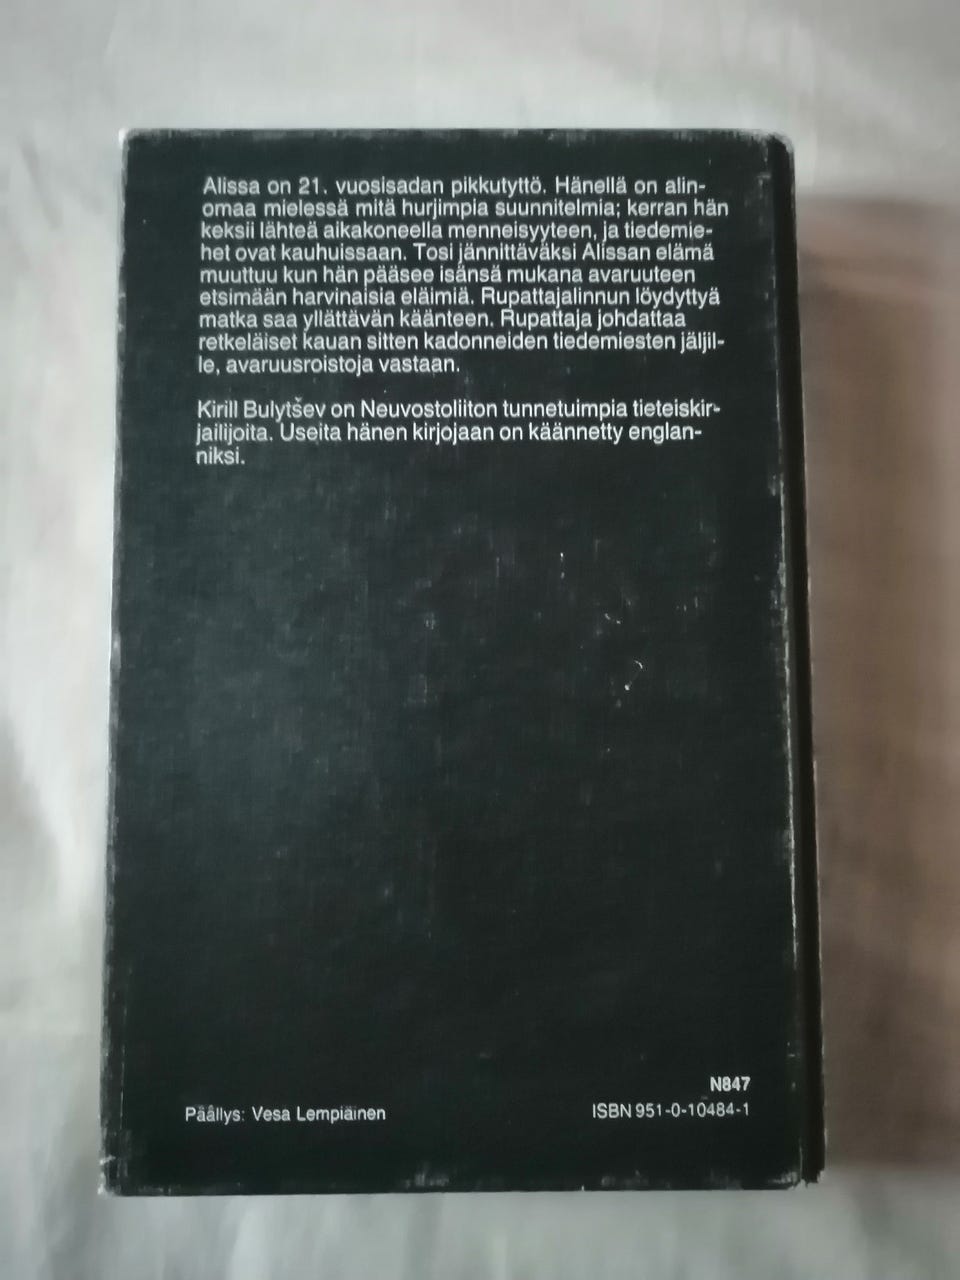 Alissa on 21. vuosisadan pikkutyttö. Hänellä on alin-
omaa mielessä mitä hurjimpia suunnitelmia; kerran hän
keksii lähteä aikakoneella menneisyyteen, ja tiedemie-
het ovat kauhuissaan. Tosi jännittäväksi Alissan elämä
muuttuu kun hän pääsee isänsä mukana avaruuteen
etsimään harvinaisia eläimiä. Rupattajalinnun löydyttyä
matka saa yllättävän käänteen. Rupattaja johdattaa
retkeläiset kauan sitten kadonneiden tiedemiesten jäljil-
le, avaruusroistoja vastaan.
Kirill Bulytšev on Neuvostoliiton tunnetuimpia tieteiskir-
jailijoita. Useita hänen kirjojaan on käännetty englan-
niksi.
N847
Päällys: Vesa Lempiäinen
ISBN 951-0-10484-1